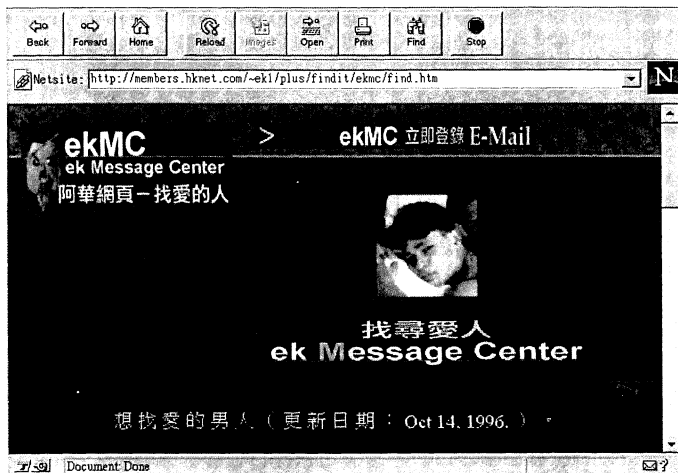 Back Forward Home Reload Images Open Print Find Stop
Netsite: http://members.hknet.com/~ek1/plus/findit/ekmc/find.htm
N
ekMC > ekMC 立即登錄 E-Mail
ek Message Center
阿華網頁－找愛的人
找尋愛人
ek Message Center
想找愛的男人（更新日期：Oct 14, 1996.）。
Document: Done